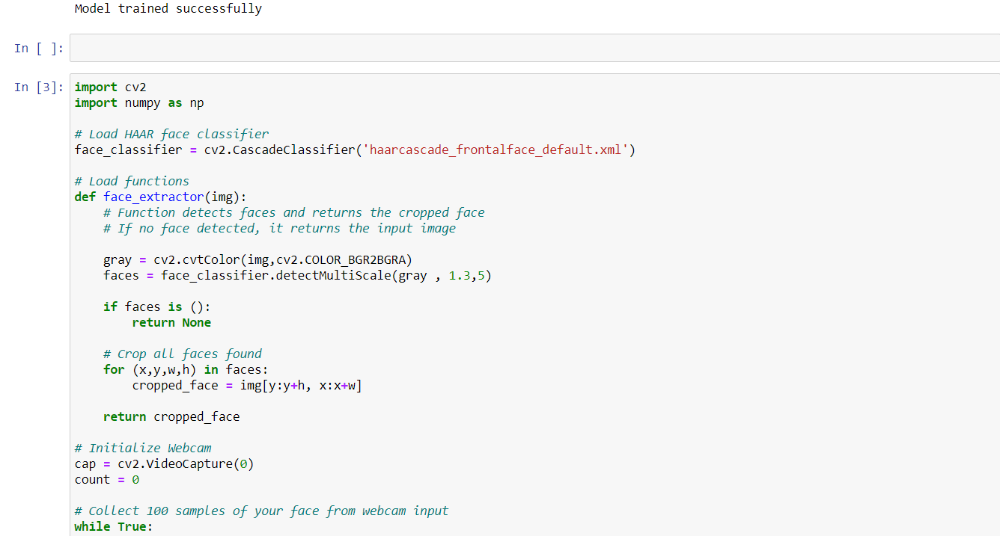 Model trained successfully
In [ ]:
In [3]:
import cv2
import numpy as np
# Load HAAR face classifier
face_classifier = cv2.CascadeClassifier('haarcascade_frontalface_default.xml')
# Load functions
def face_extractor(img):
    # Function detects faces and returns the cropped face
    # If no face detected, it returns the input image
    gray = cv2.cvtColor(img,cv2.COLOR_BGR2BGRA)
    faces = face_classifier.detectMultiScale(gray , 1.3,5)
    if faces is ():
        return None
    # Crop all faces found
    for (x,y,w,h) in faces:
        cropped_face = img[y:y+h, x:x+w]
    return cropped_face
# Initialize Webcam
cap = cv2.VideoCapture(0)
count = 0
# Collect 100 samples of your face from webcam input
while True: